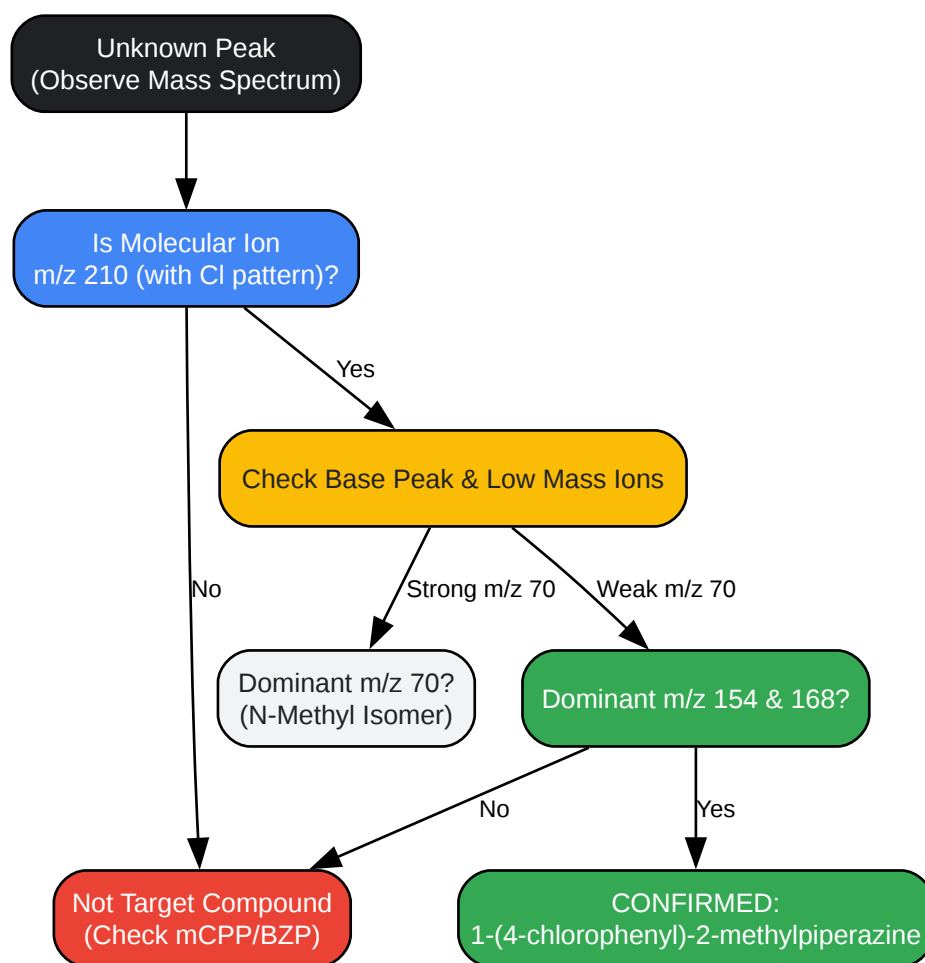 Unknown Peak
(Observe Mass Spectrum)
Is Molecular Ion
m/z 210 (with Cl pattern)?
Yes
Check Base Peak & Low Mass Ions
No
Strong m/z 70
Weak m/z 70
Dominant m/z 70?
(N-Methyl Isomer)
Dominant m/z 154 & 168?
No
Yes
Not Target Compound
(Check mCPP/BZP)
CONFIRMED:
1-(4-chlorophenyl)-2-methylpiperazine